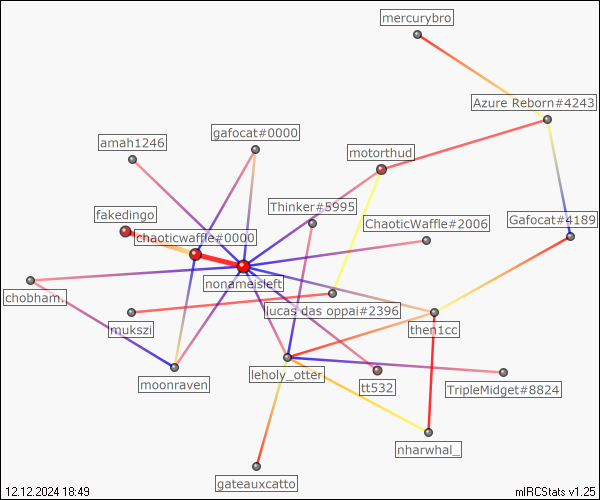 mercurybro
Azure Reborn#4243
gafocat#0000
amah1246
motorthud
Thinker#5995
fakedingo
ChaoticWaffle#2006
Gafocat#4189
chaoticwaffle#0000
nonameisleft
chobham.
lucas das oppai#2396
mukszi
then1cc
leholy_otter
moonraven
tt532
TripleMidget#8824
nharwhal_
gateauxcatto
12.12.2024 18:49
mIRCStats v1.25